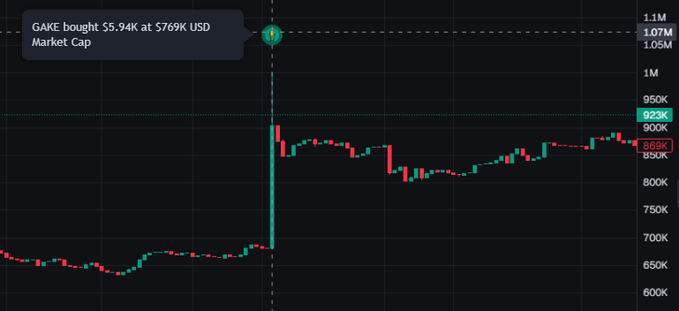 GAKE bought $5.94K at $769K USD
Market Cap
1.1M
1.07M
1.05M
1M
950K
923K
900K
869K
850K
800K
750K
700K
650K
600K